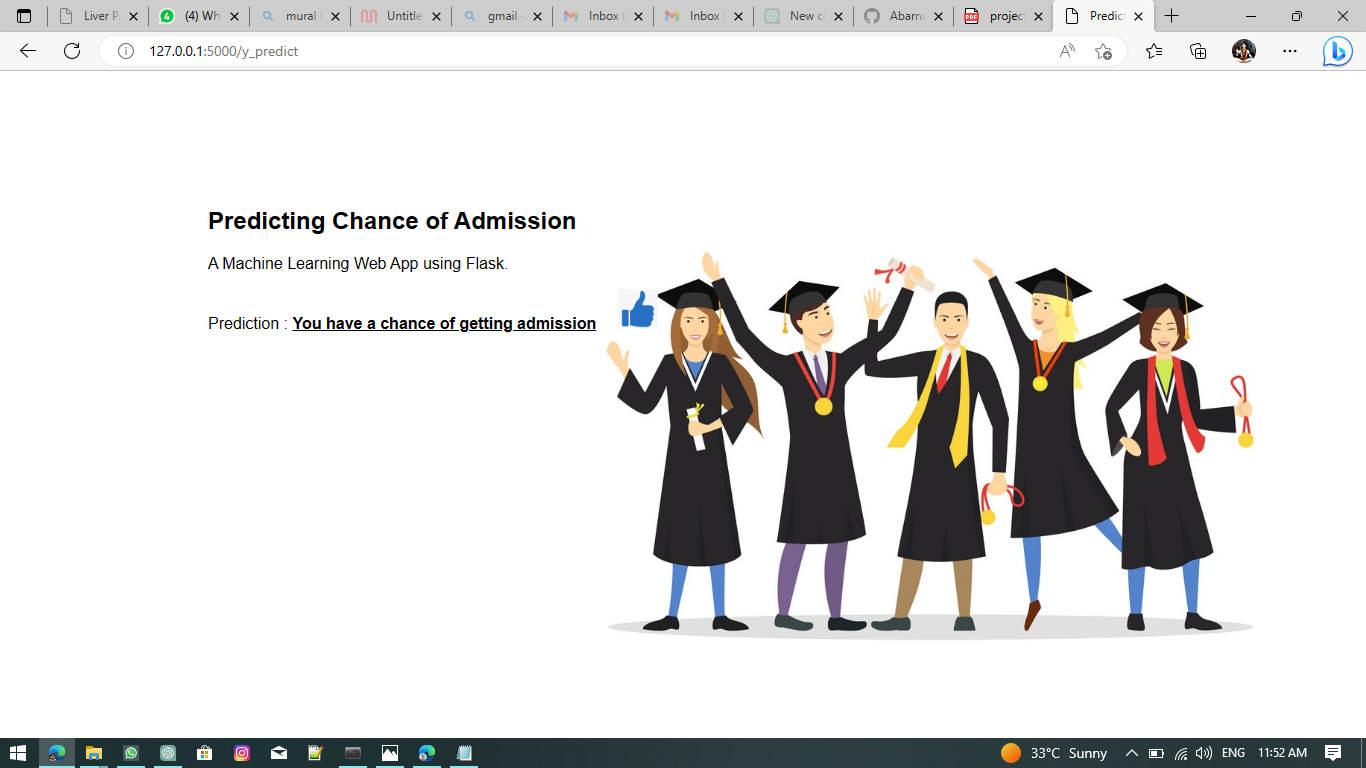 Liver P
(4) Wh
mural
Untitle
gmail -
Inbox (
Inbox (
New c
Abarna
PDF
project
Predict
127.0.0.1:5000/y_predict
Predicting Chance of Admission
A Machine Learning Web App using Flask.
Prediction : You have a chance of getting admission
33°C Sunny
ENG
11:52 AM